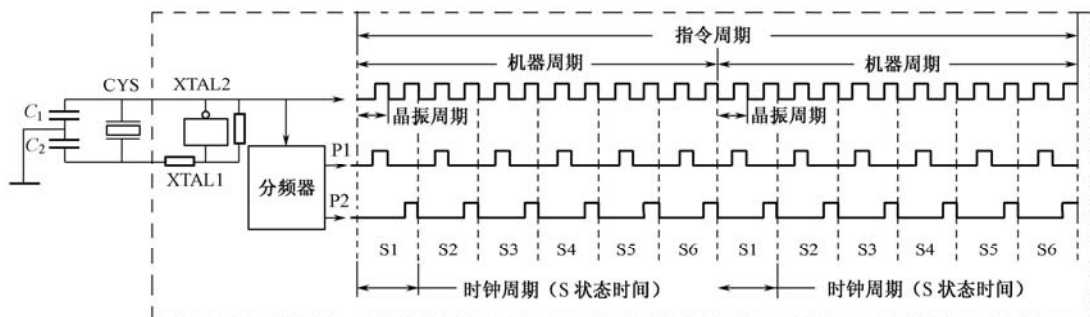 指令周期
机器周期 机器周期
CYS XTAL2
C₁
晶振周期 晶振周期
C₂
P1
XTAL1
分频器
P2
S1 S2 S3 S4 S5 S6 S1 S2 S3 S4 S5 S6
时钟周期（S 状态时间） 时钟周期（S 状态时间）